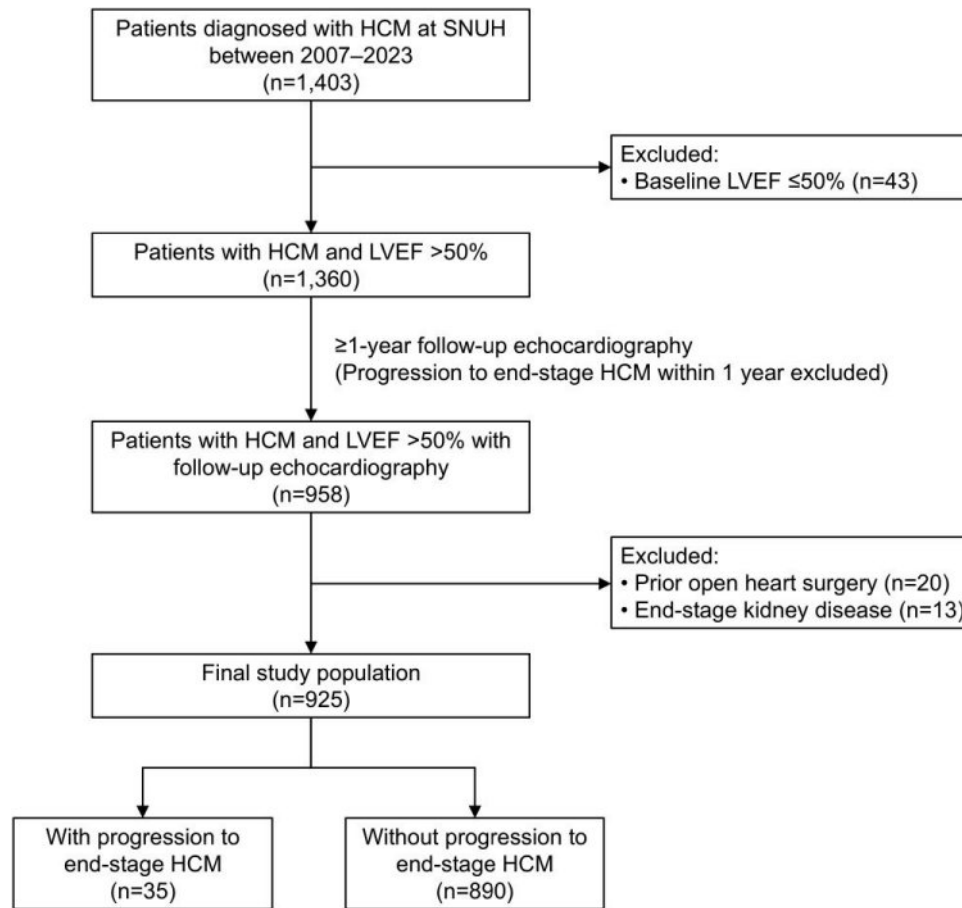 Patients diagnosed with HCM at SNUH
between 2007–2023
(n=1,403)
Excluded:
• Baseline LVEF ≤50% (n=43)
Patients with HCM and LVEF >50%
(n=1,360)
≥1-year follow-up echocardiography
(Progression to end-stage HCM within 1 year excluded)
Patients with HCM and LVEF >50% with
follow-up echocardiography
(n=958)
Excluded:
• Prior open heart surgery (n=20)
• End-stage kidney disease (n=13)
Final study population
(n=925)
With progression to
end-stage HCM
(n=35)
Without progression to
end-stage HCM
(n=890)